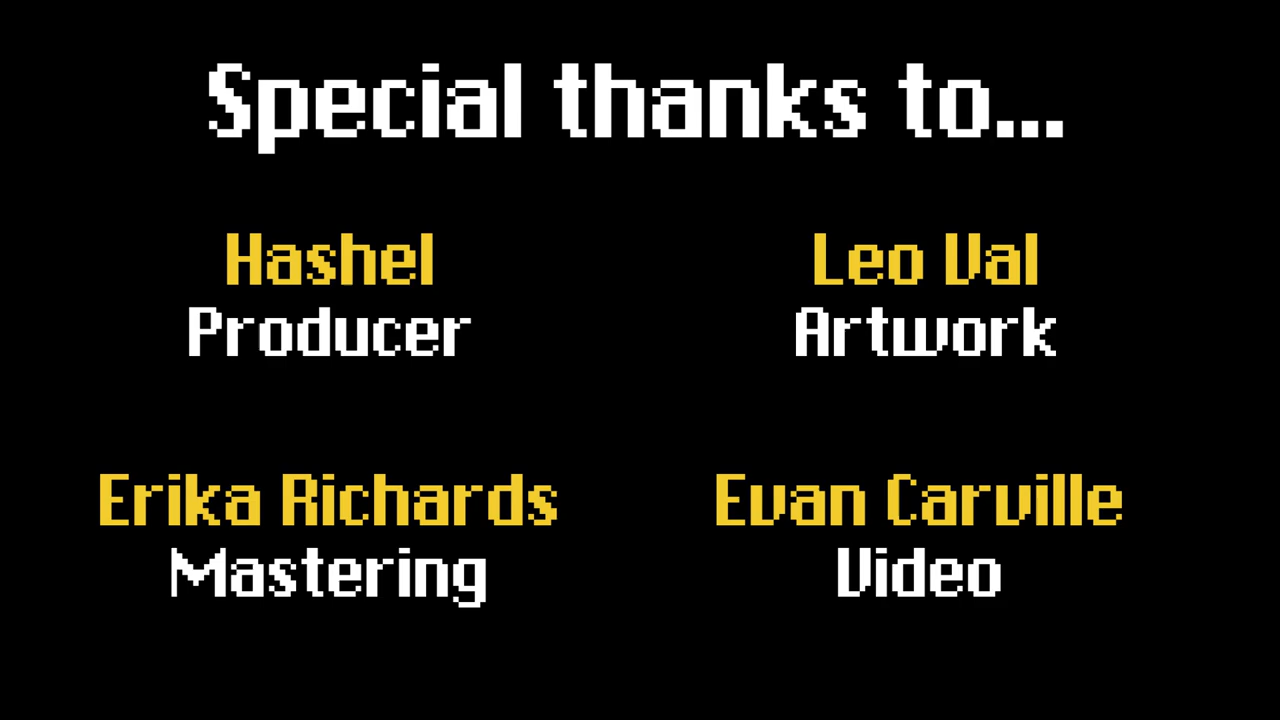 Special thanks to...
Hashel
Producer
Leo Val
Artwork
Erika Richards
Mastering
Evan Carville
Video